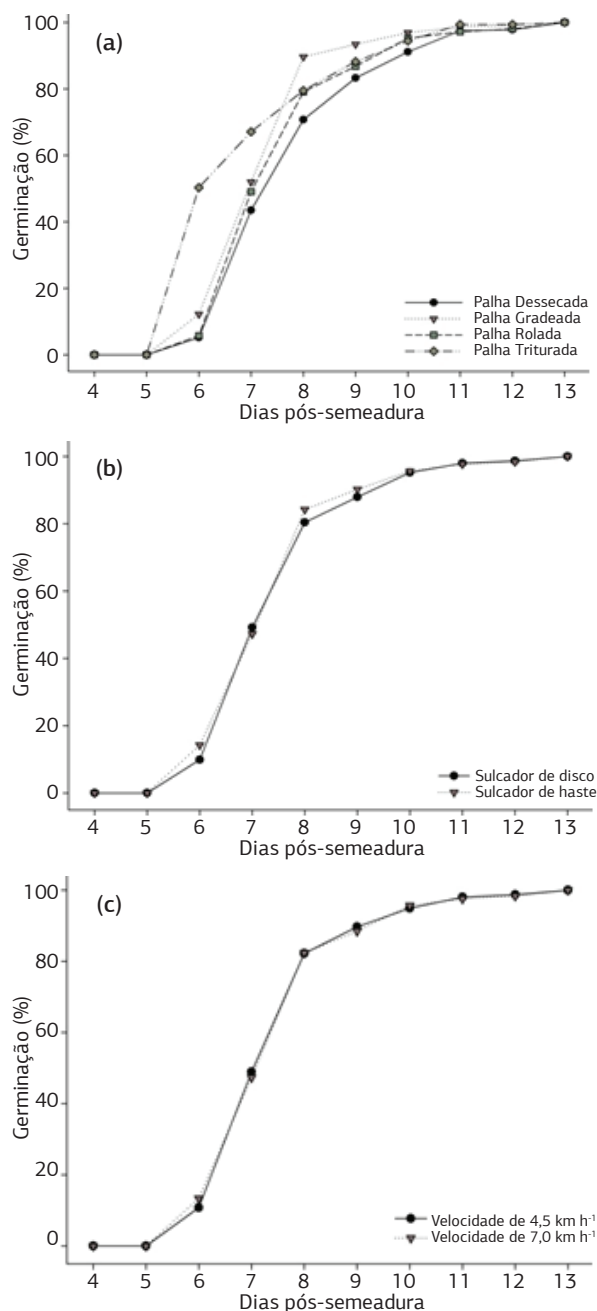 (a)
Germinação (%)
100
80
60
40
20
0
Palha Dessecada
Palha Gradeada
Palha Rolada
Palha Triturada
4 5 6 7 8 9 10 11 12 13
Dias pós-semeadura
(b)
Germinação (%)
100
80
60
40
20
0
Sulcador de disco
Sulcador de haste
4 5 6 7 8 9 10 11 12 13
Dias pós-semeadura
(c)
Germinação (%)
100
80
60
40
20
0
Velocidade de 4,5 km h⁻¹
Velocidade de 7,0 km h⁻¹
4 5 6 7 8 9 10 11 12 13
Dias pós-semeadura